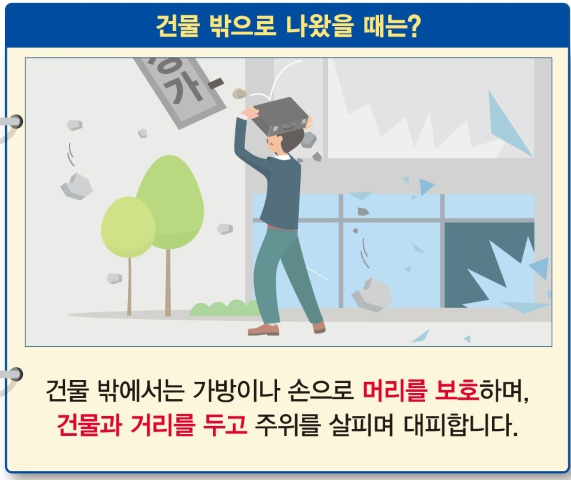 건물 밖으로 나왔을 때는?
상가
건물 밖에서는 가방이나 손으로 머리를 보호하며,
건물과 거리를 두고 주위를 살피며 대피합니다.